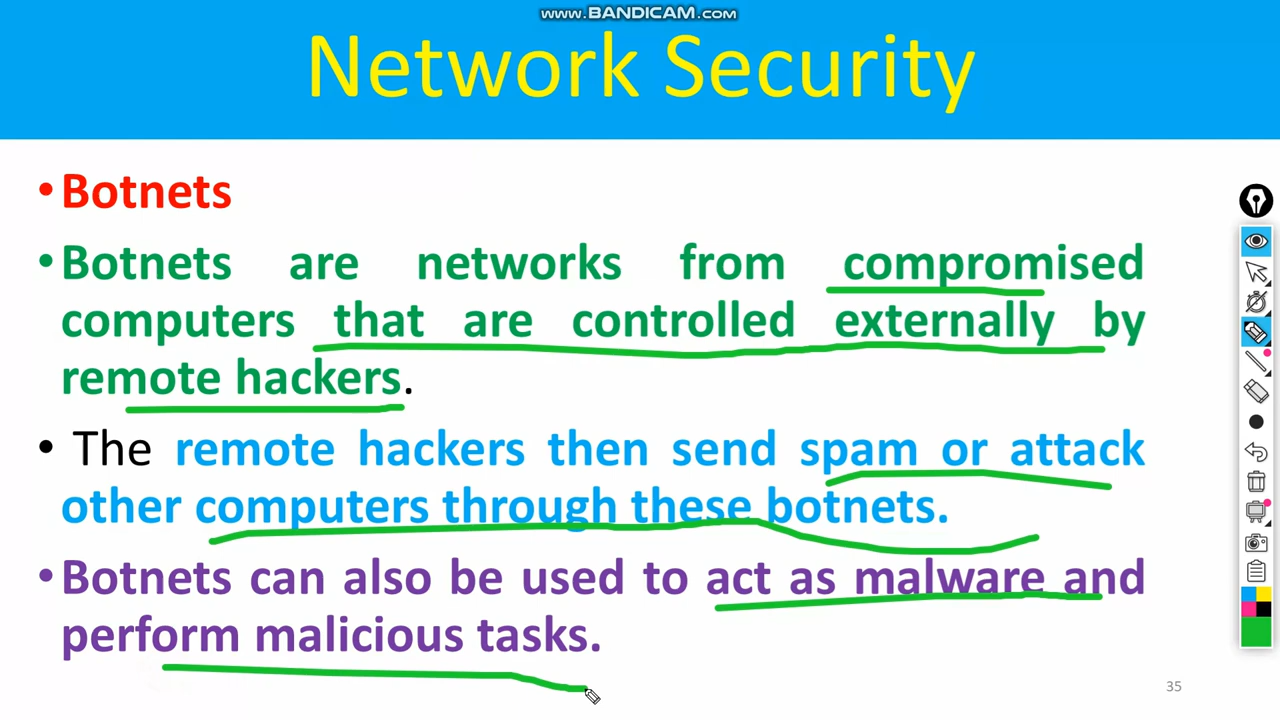 www.BANDICAM.com
Network Security
•Botnets
•Botnets are networks from compromised
computers that are controlled externally by
remote hackers.
• The remote hackers then send spam or attack
other computers through these botnets.
•Botnets can also be used to act as malware and
perform malicious tasks.
35